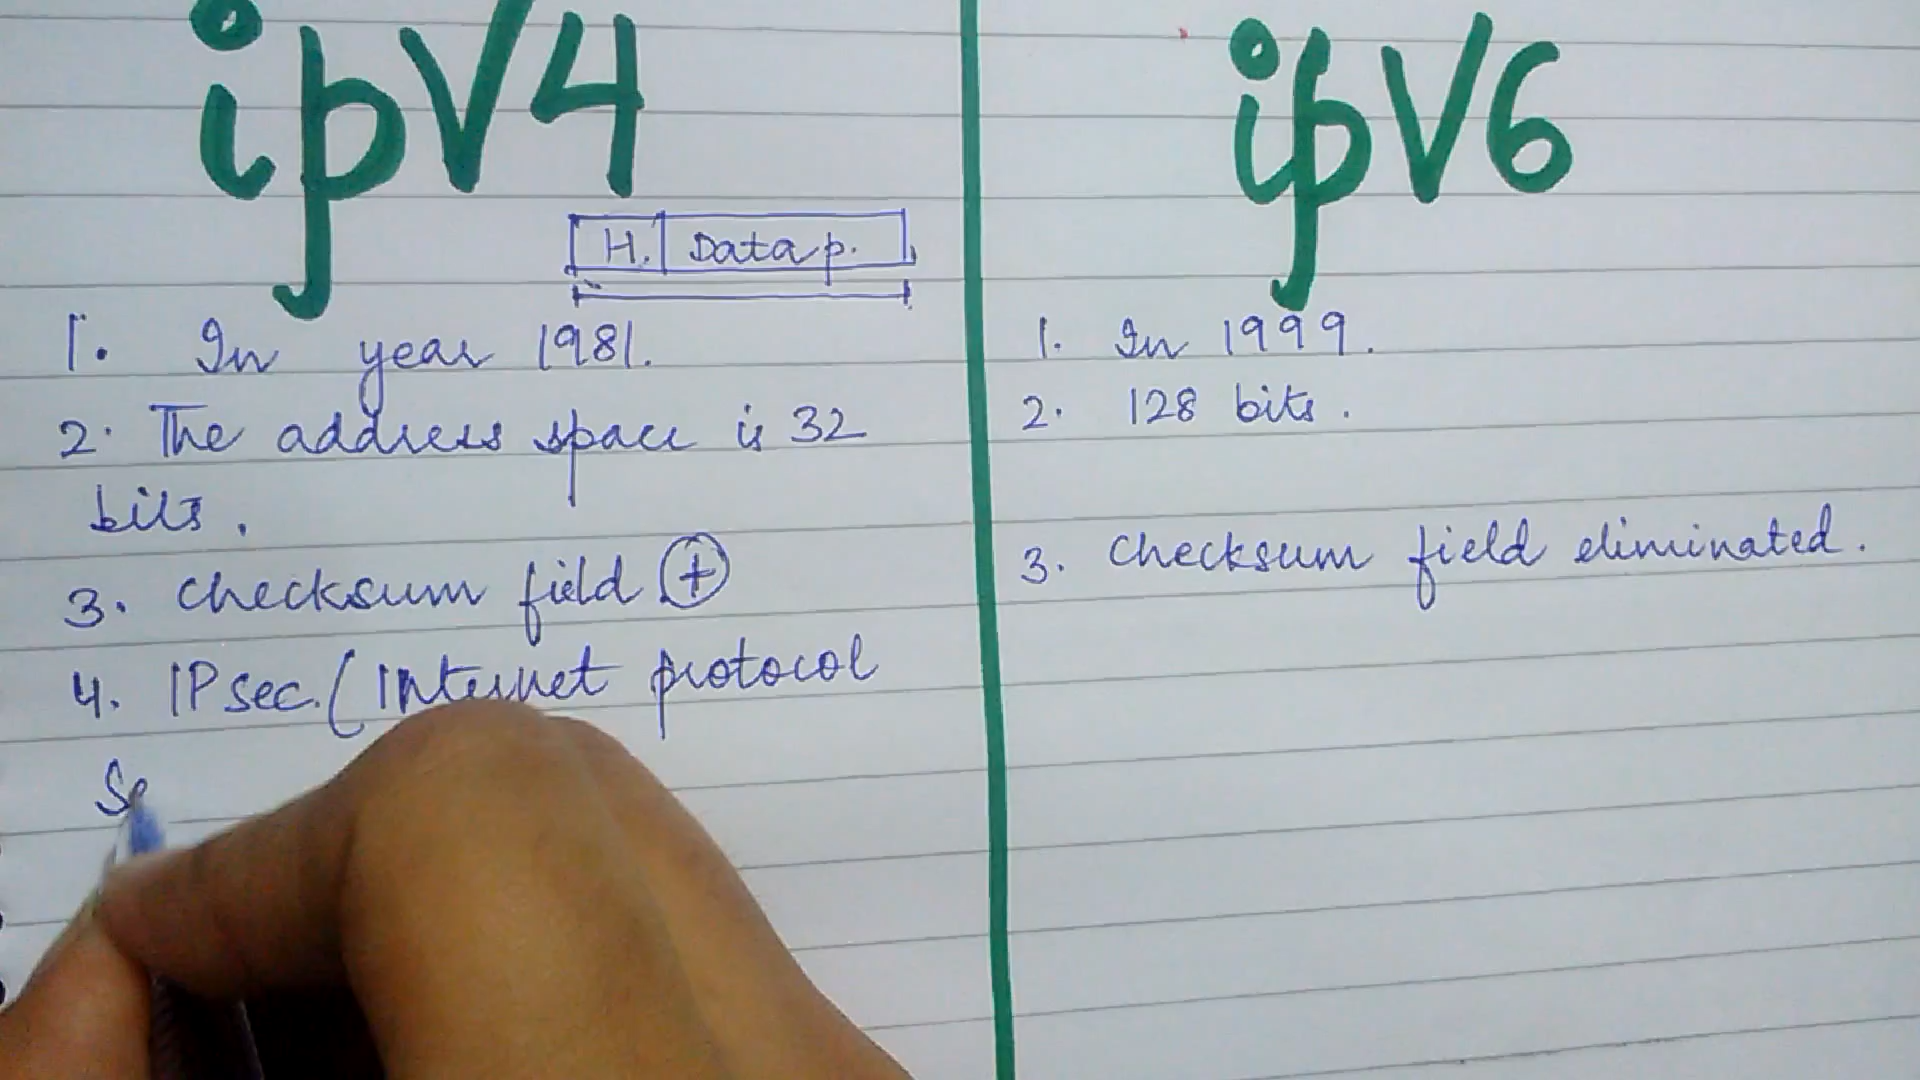 ipV4
H. Data p.
1. In year 1981.
2. The address space is 32
bits.
3. checksum field +
4. IPsec. (Internet protocol
Se
ipV6
1. In 1999.
2. 128 bits.
3. Checksum field eliminated.